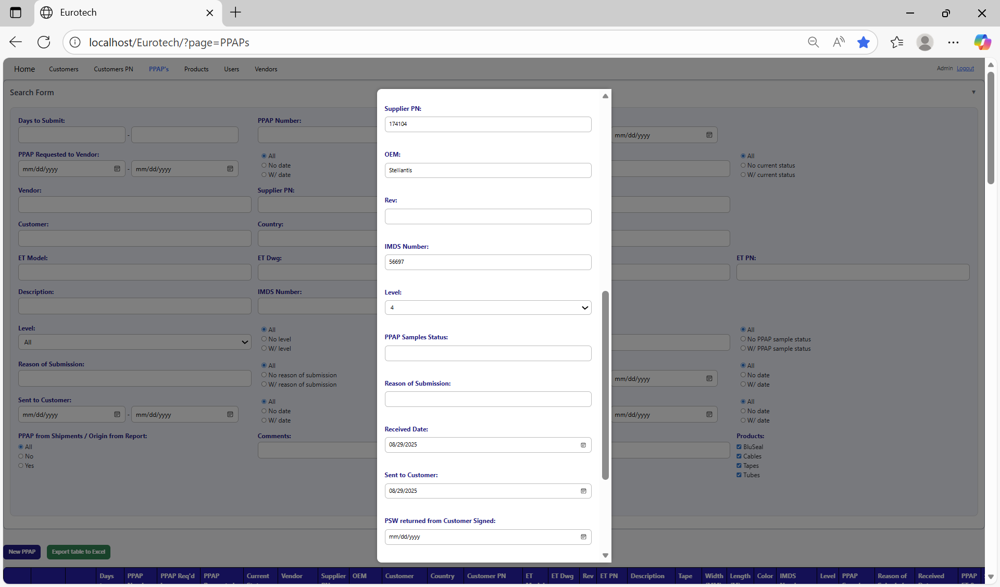 Eurotech
localhost/Eurotech/?page=PPAPs
Home Customers Customers PN PPAP's Products Users Vendors Admin Logout
Search Form
Days to Submit: PPAP Number:
-
mm/dd/yyyy
PPAP Requested to Vendor:
mm/dd/yyyy - mm/dd/yyyy
All
No date
W/ date
All
No current status
W/ current status
Vendor: Supplier PN:
Customer: Country:
ET Model: ET Dwg: ET PN:
Description: IMDS Number:
Level:
All
All
No level
W/ level
All
No PPAP sample status
W/ PPAP sample status
Reason of Submission:
All
No reason of submission
W/ reason of submission
mm/dd/yyyy
All
No date
W/ date
Sent to Customer:
mm/dd/yyyy - mm/dd/yyyy
All
No date
W/ date
mm/dd/yyyy
All
No date
W/ date
PPAP from Shipments / Origin from Report:
All
No
Yes
Comments:
Products:
BluSeal
Cables
Tapes
Tubes
Supplier PN:
174104
OEM:
Stelliantis
Rev:
IMDS Number:
56697
Level:
4
PPAP Samples Status:
Reason of Submission:
Received Date:
08/29/2025
Sent to Customer:
08/29/2025
PSW returned from Customer Signed:
mm/dd/yyyy
New PPAP Export table to Excel
Days PPAP PPAP Req'd PPAP Current Vendor Supplier OEM Customer Country Customer PN ET ET Dwg Rev ET PN Description Tape Width Length Color IMDS Level PPAP Reason of Received PPAP